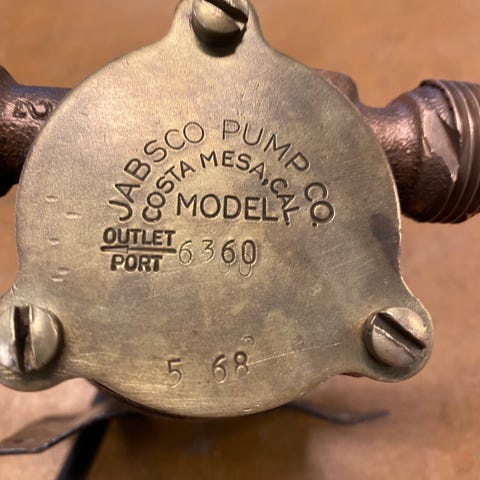 JABSCO PUMP CO.
COSTA MESA, CAL.
MODEL
OUTLET
PORT
6360
5 68